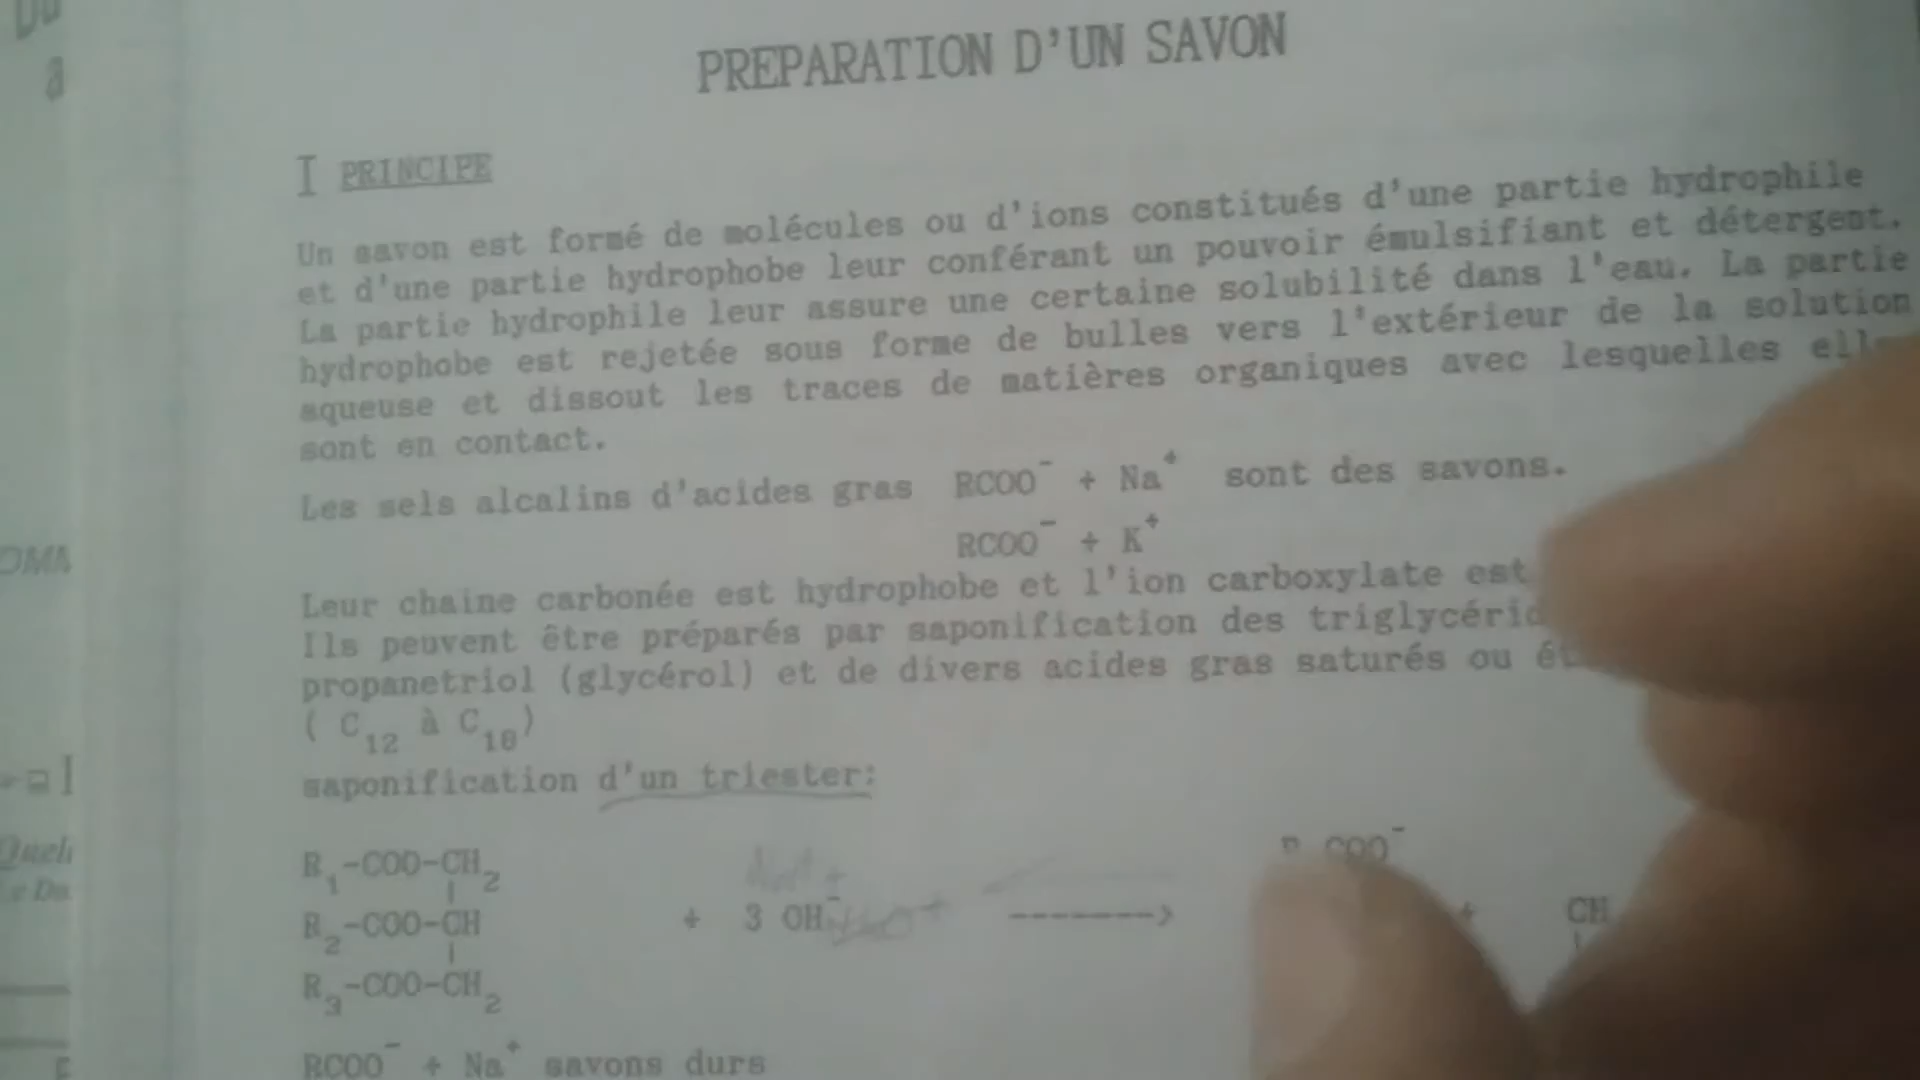 PREPARATION D'UN SAVON
I PRINCIPE
Un savon est formé de molécules ou d'ions constitués d'une partie hydrophile
et d'une partie hydrophobe leur conférant un pouvoir émulsifiant et détergent.
La partie hydrophile leur assure une certaine solubilité dans l'eau. La partie
hydrophobe est rejetée sous forme de bulles vers l'extérieur de la solution
aqueuse et dissout les traces de matières organiques avec lesquelles
sont en contact.
Les sels alcalins d'acides gras RCOO⁻ + Na⁺ sont des savons.
RCOO⁻ + K⁺
Leur chaine carbonée est hydrophobe et l'ion carboxylate est
Ils peuvent être préparés par saponification des
propanetriol (glycérol) et de divers acides gras saturés ou
( C₁₂ à C₁₈)
saponification d'un triester:
R₁-COO-CH₂
R₂-COO-CH + 3 OH⁻ -------> + CH
R₃-COO-CH₂
RCOO⁻ + Na⁺ savons durs